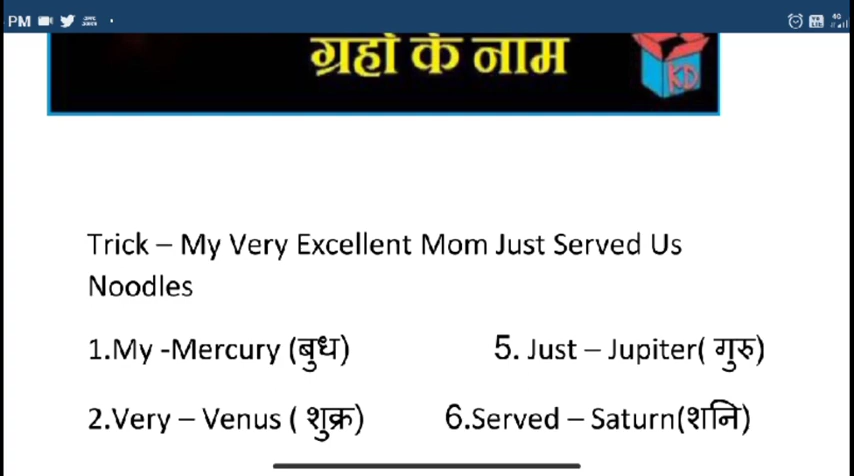 PM
4G
ग्रहों के नाम
KD
Trick – My Very Excellent Mom Just Served Us
Noodles
1.My -Mercury (बुध)
5. Just – Jupiter( गुरु)
2.Very – Venus ( शुक्र)
6.Served – Saturn(शनि)